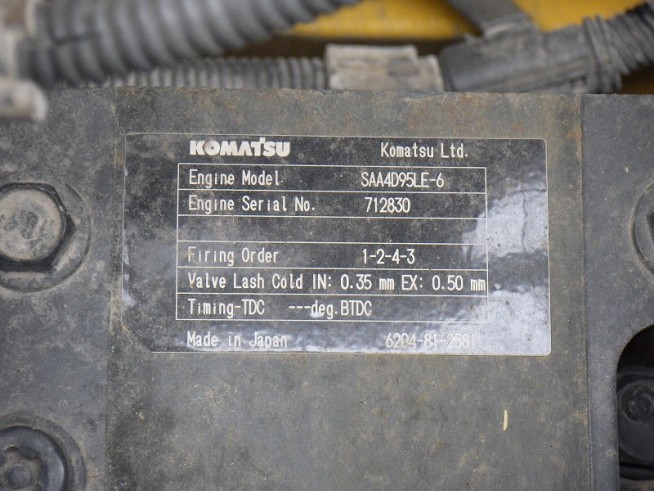 KOMATSU Komatsu Ltd.
Engine Model SAA4D95LE-6
Engine Serial No. 712830
Firing Order 1-2-4-3
Valve Lash Cold IN: 0.35 mm EX: 0.50 mm
Timing-TDC ---deg.BTDC
Made in Japan 6204-81-2581